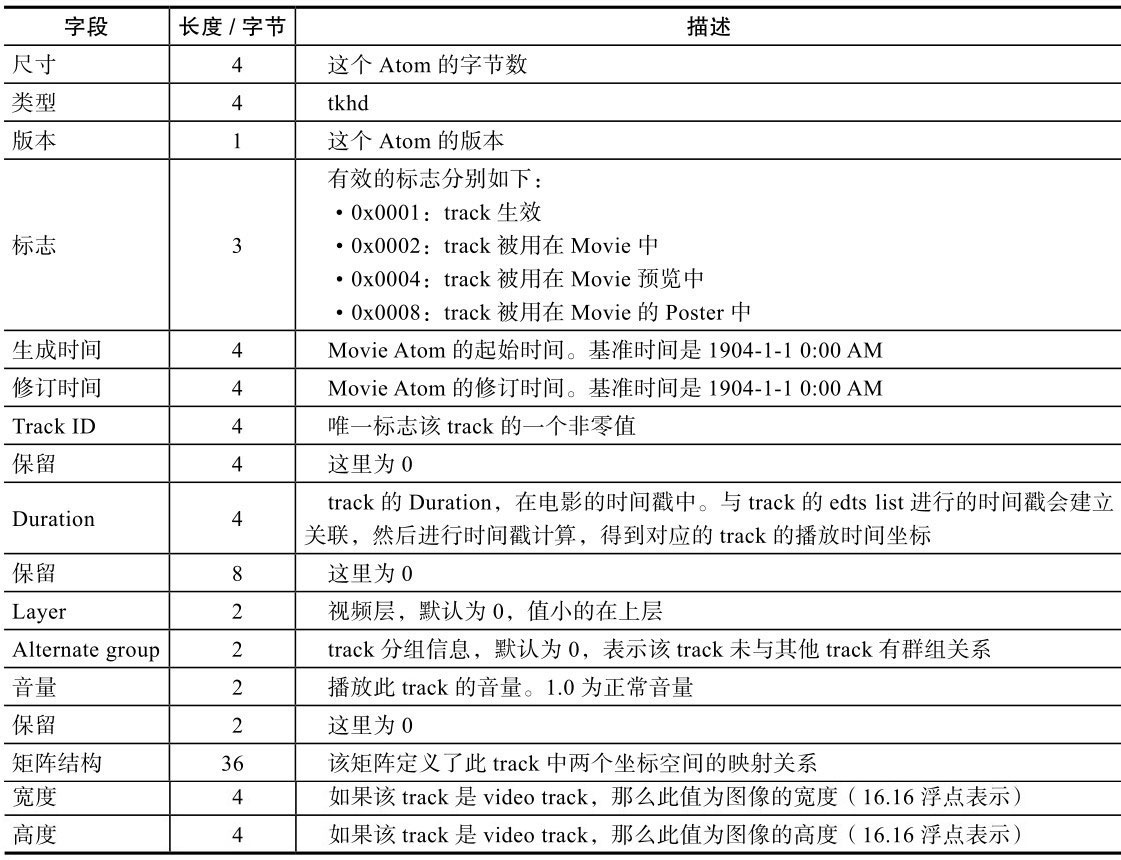 字段 长度 / 字节 描述
尺寸 4 这个 Atom 的字节数
类型 4 tkhd
版本 1 这个 Atom 的版本
标志 3 有效的标志分别如下：
·0x0001：track 生效
·0x0002：track 被用在 Movie 中
·0x0004：track 被用在 Movie 预览中
·0x0008：track 被用在 Movie 的 Poster 中
生成时间 4 Movie Atom 的起始时间。基准时间是 1904-1-1 0:00 AM
修订时间 4 Movie Atom 的修订时间。基准时间是 1904-1-1 0:00 AM
Track ID 4 唯一标志该 track 的一个非零值
保留 4 这里为 0
Duration 4 track 的 Duration，在电影的时间戳中。与 track 的 edts list 进行的时间戳会建立
关联，然后进行时间戳计算，得到对应的 track 的播放时间坐标
保留 8 这里为 0
Layer 2 视频层，默认为 0，值小的在上层
Alternate group 2 track 分组信息，默认为 0，表示该 track 未与其他 track 有群组关系
音量 2 播放此 track 的音量。1.0 为正常音量
保留 2 这里为 0
矩阵结构 36 该矩阵定义了此 track 中两个坐标空间的映射关系
宽度 4 如果该 track 是 video track，那么此值为图像的宽度（16.16 浮点表示）
高度 4 如果该 track 是 video track，那么此值为图像的高度（16.16 浮点表示）